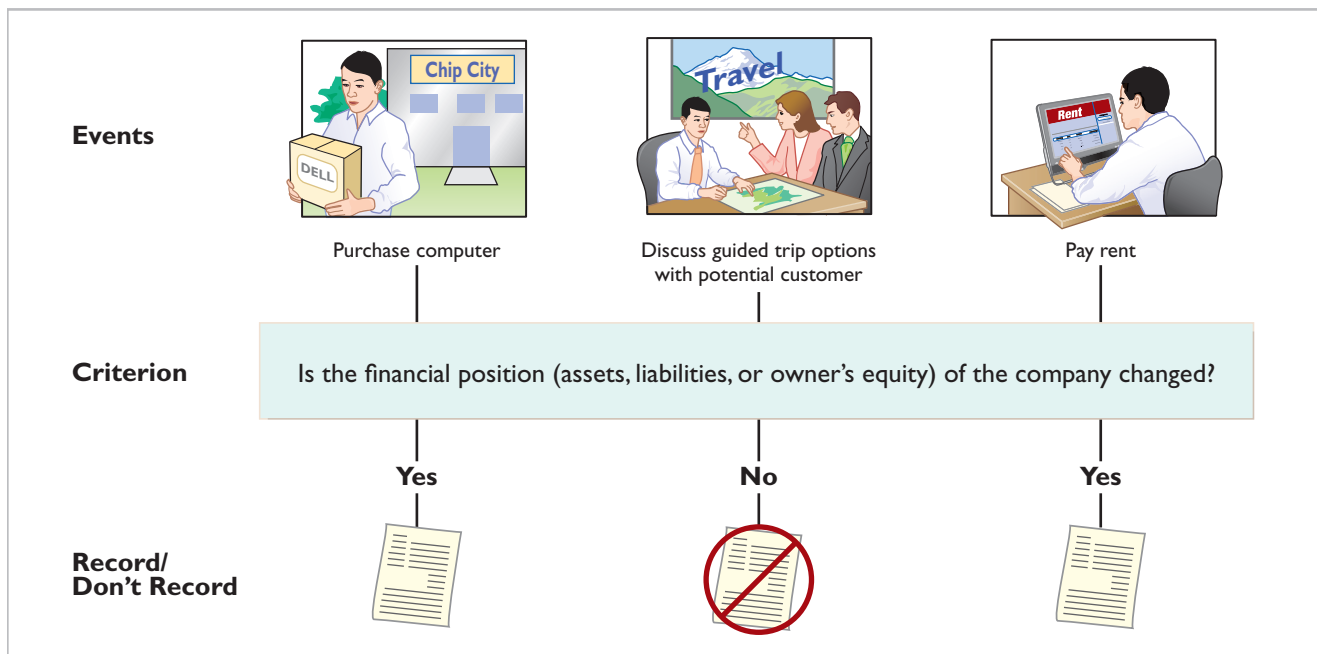 Events
Chip City
DELL
Travel
Rent
Purchase computer
Discuss guided trip options
with potential customer
Pay rent
Criterion
Is the financial position (assets, liabilities, or owner's equity) of the company changed?
Yes
No
Yes
Record/
Don't Record